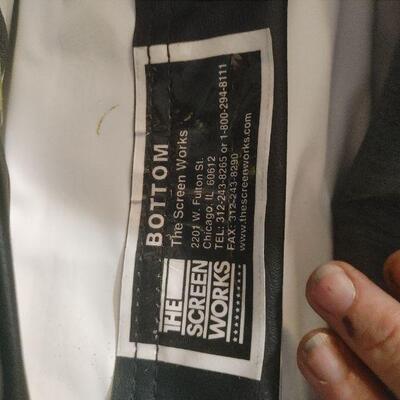 BOTTOM
The Screen Works
2201 W. Fulton St.
Chicago, IL 60612
TEL: 312-243-8265 or 1-800-294-8111
FAX: 312-243-8290
www.thescreenworks.com
THE
SCREEN
WORKS